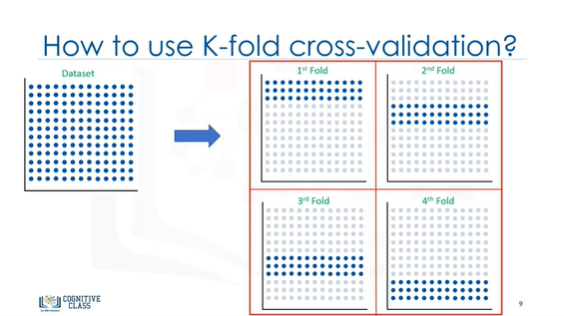 How to use K-fold cross-validation?
Dataset
1st Fold
2nd Fold
3rd Fold
4th Fold
COGNITIVE
CLASS
9